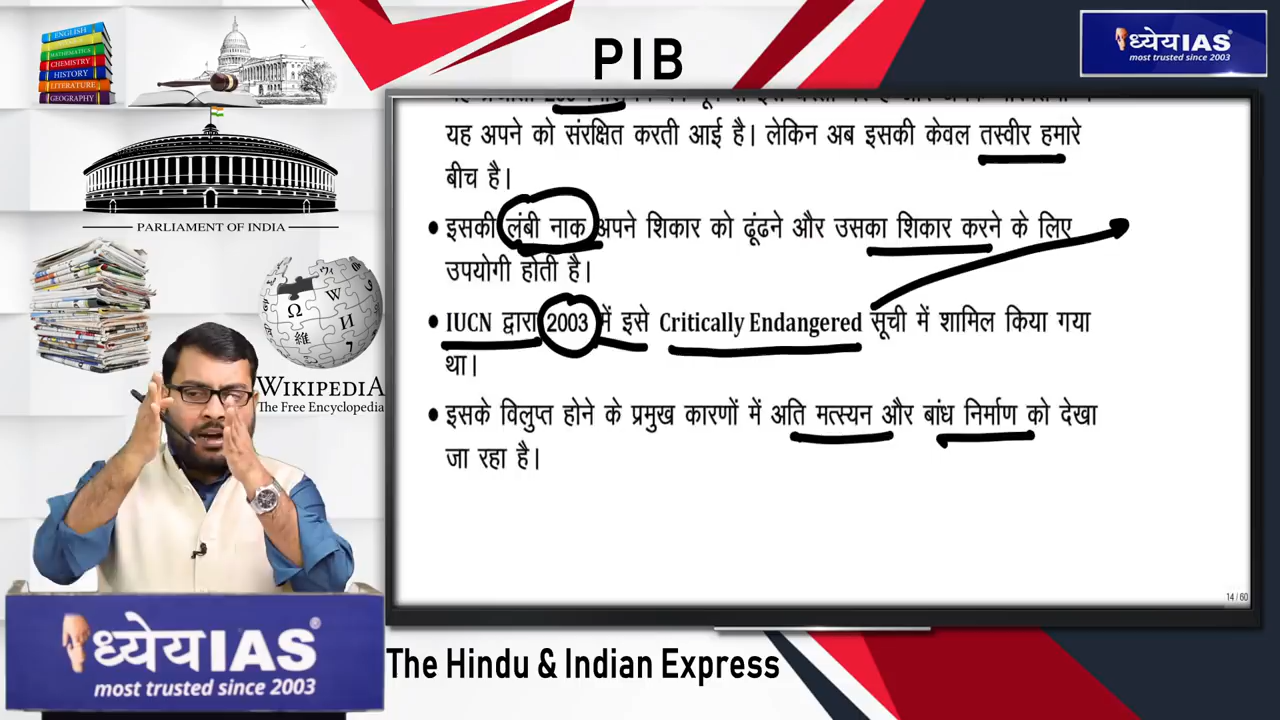 ENGLISH
MATHEMATICS
CHEMISTRY
HISTORY
LITERATURE
GEOGRAPHY
PIB
ध्येयIAS
most trusted since 2003
PARLIAMENT OF INDIA
यह अपने को संरक्षित करती आई है। लेकिन अब इसकी केवल तस्वीर हमारे
बीच है।
• इसकी लंबी नाक अपने शिकार को ढूंढने और उसका शिकार करने के लिए
उपयोगी होती है।
• IUCN द्वारा 2003 में इसे Critically Endangered सूची में शामिल किया गया
था।
• इसके विलुप्त होने के प्रमुख कारणों में अति मत्स्यन और बांध निर्माण को देखा
जा रहा है।
14 / 60
Ω
W
И
維
WIKIPEDIA
The Free Encyclopedia
ध्येयIAS®
most trusted since 2003
The Hindu & Indian Express